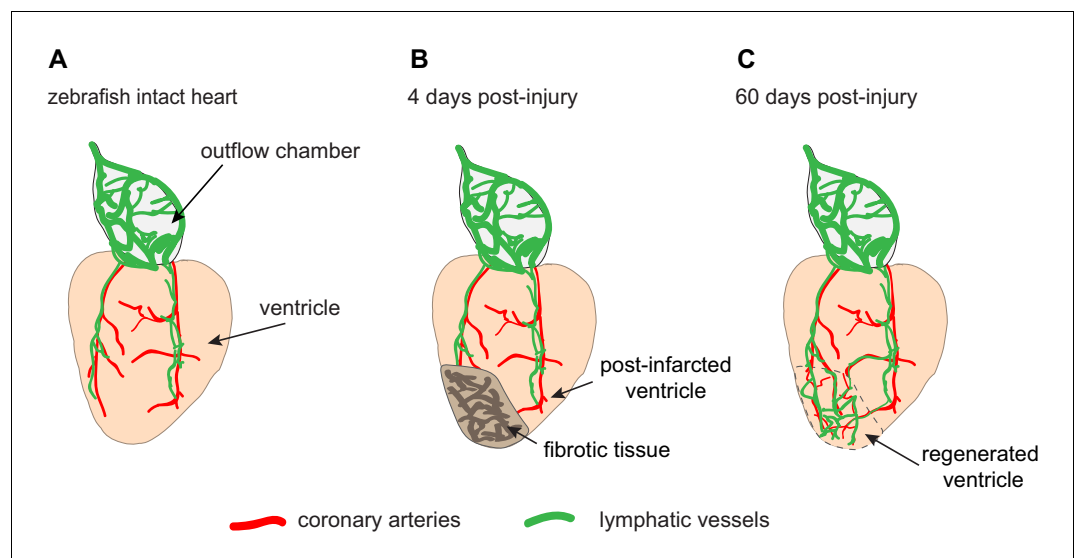 A
zebrafish intact heart
outflow chamber
ventricle
B
4 days post-injury
post-infarcted
ventricle
fibrotic tissue
C
60 days post-injury
regenerated
ventricle
coronary arteries
lymphatic vessels